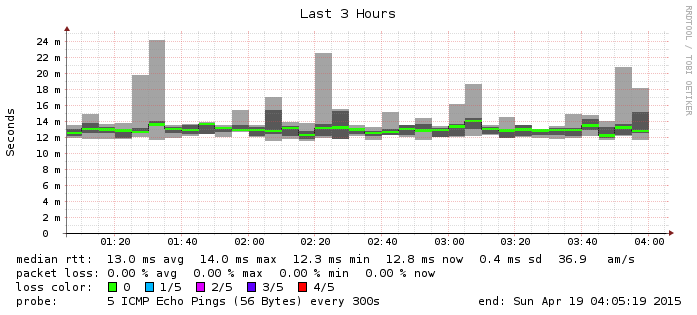 Last 3 Hours
RRDTOOL / TOBI OETIKER
Seconds
24 m
22 m
20 m
18 m
16 m
14 m
12 m
10 m
8 m
6 m
4 m
2 m
0
01:20 01:40 02:00 02:20 02:40 03:00 03:20 03:40 04:00
median rtt: 13.0 ms avg 14.0 ms max 12.3 ms min 12.8 ms now 0.4 ms sd 36.9 am/s
packet loss: 0.00 % avg 0.00 % max 0.00 % min 0.00 % now
loss color: 0 1/5 2/5 3/5 4/5
probe: 5 ICMP Echo Pings (56 Bytes) every 300s end: Sun Apr 19 04:05:19 2015